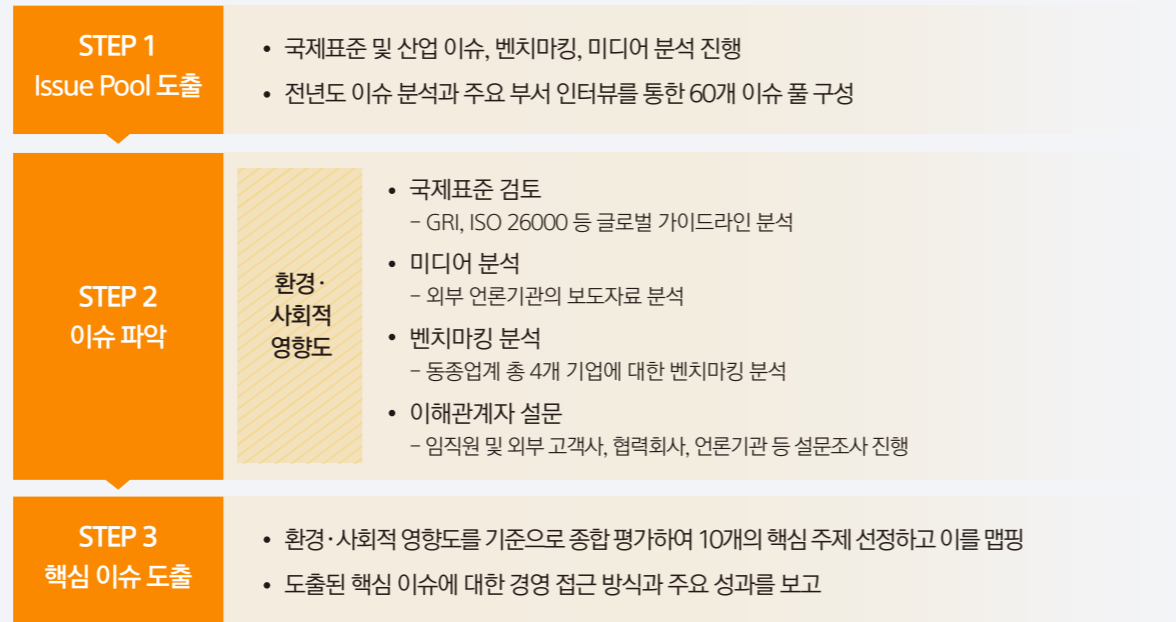 STEP 1
Issue Pool 도출
• 국제표준 및 산업 이슈, 벤치마킹, 미디어 분석 진행
• 전년도 이슈 분석과 주요 부서 인터뷰를 통한 60개 이슈 풀 구성
STEP 2
이슈 파악
환경·
사회적
영향도
• 국제표준 검토
– GRI, ISO 26000 등 글로벌 가이드라인 분석
• 미디어 분석
– 외부 언론기관의 보도자료 분석
• 벤치마킹 분석
– 동종업계 총 4개 기업에 대한 벤치마킹 분석
• 이해관계자 설문
– 임직원 및 외부 고객사, 협력회사, 언론기관 등 설문조사 진행
STEP 3
핵심 이슈 도출
• 환경·사회적 영향도를 기준으로 종합 평가하여 10개의 핵심 주제 선정하고 이를 맵핑
• 도출된 핵심 이슈에 대한 경영 접근 방식과 주요 성과를 보고